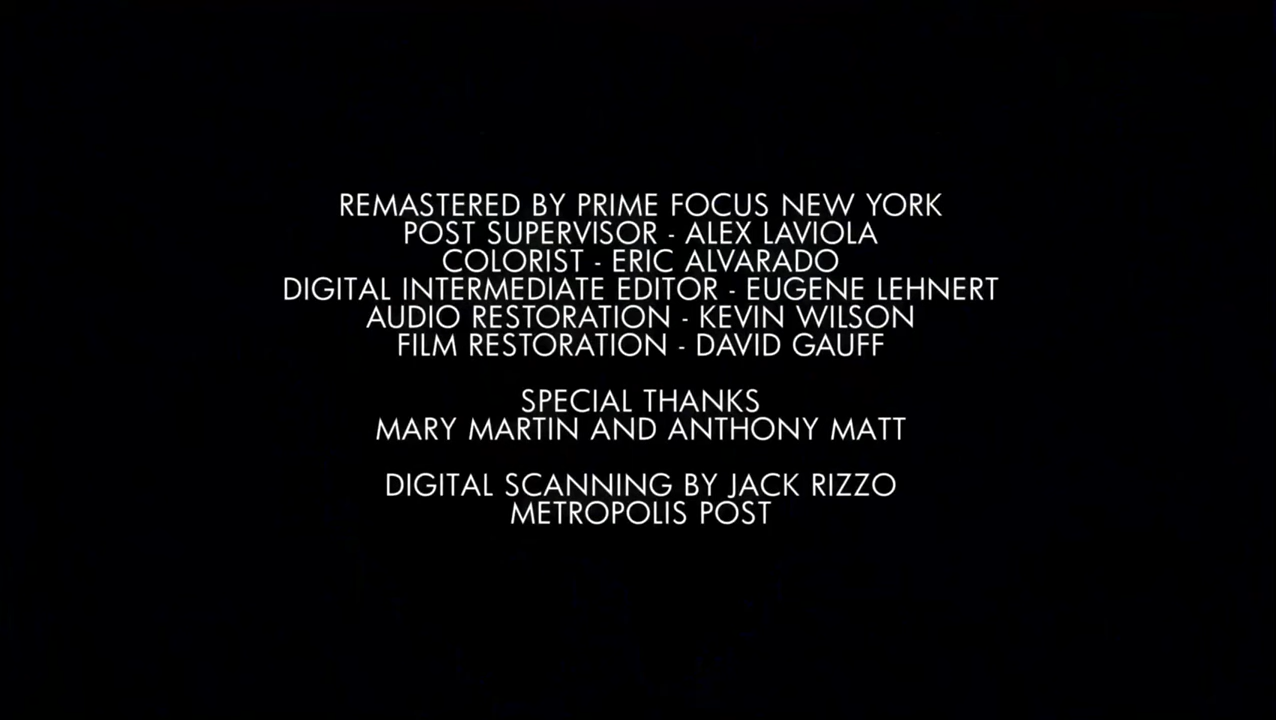 REMASTERED BY PRIME FOCUS NEW YORK
POST SUPERVISOR - ALEX LAVIOLA
COLORIST - ERIC ALVARADO
DIGITAL INTERMEDIATE EDITOR - EUGENE LEHNERT
AUDIO RESTORATION - KEVIN WILSON
FILM RESTORATION - DAVID GAUFF
SPECIAL THANKS
MARY MARTIN AND ANTHONY MATT
DIGITAL SCANNING BY JACK RIZZO
METROPOLIS POST